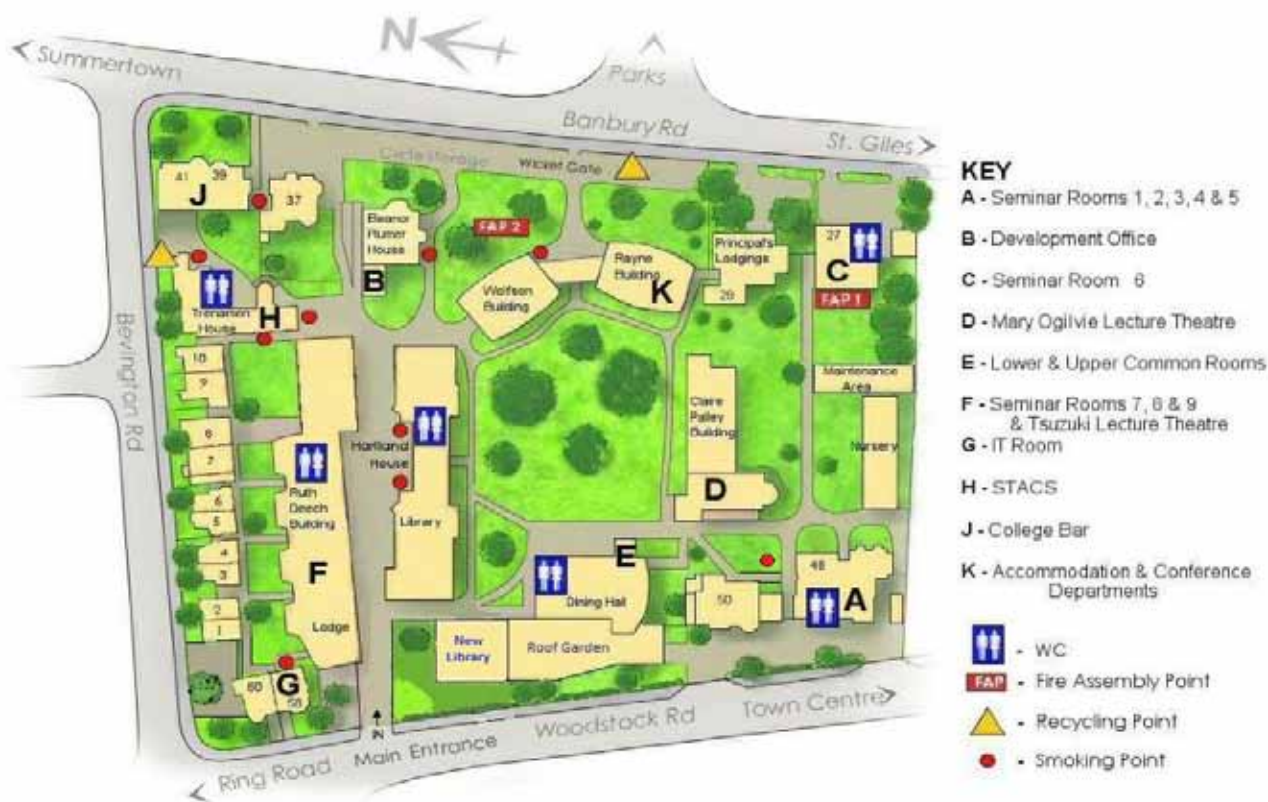 N
Summertown
Parks
Banbury Rd
St. Giles
Cycle storage
Wicket Gate
41 39
J
37
Eleanor
Plumer
House
B
FAP 2
Wolfson
Building
Rayne
Building
K
Principal's
Lodgings
29
27
C
FAP 1
Trenaman
House
H
Bevington Rd
10
9
8
7
6
5
4
3
2
1
Ruth
Deech
Building
F
Lodge
Hartland
House
Library
Claire
Palley
Building
D
Maintenance
Area
Nursery
E
Dining Hall
50
48
A
New
Library
Roof Garden
60
G
58
IN
Main Entrance
Woodstock Rd
Town Centre
Ring Road
KEY
A - Seminar Rooms 1, 2, 3, 4 & 5
B - Development Office
C - Seminar Room 6
D - Mary Ogilvie Lecture Theatre
E - Lower & Upper Common Rooms
F - Seminar Rooms 7, 8 & 9
& Tsuzuki Lecture Theatre
G - IT Room
H - STACS
J - College Bar
K - Accommodation & Conference
Departments
- WC
FAP - Fire Assembly Point
- Recycling Point
- Smoking Point